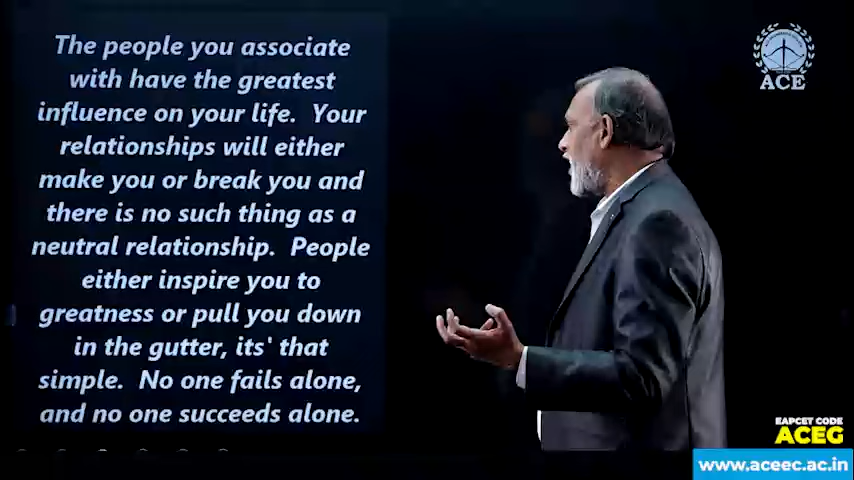 The people you associate
with have the greatest
influence on your life. Your
relationships will either
make you or break you and
there is no such thing as a
neutral relationship. People
either inspire you to
greatness or pull you down
in the gutter, its' that
simple. No one fails alone,
and no one succeeds alone.
ACE
EAPCET CODE
ACEG
www.aceec.ac.in